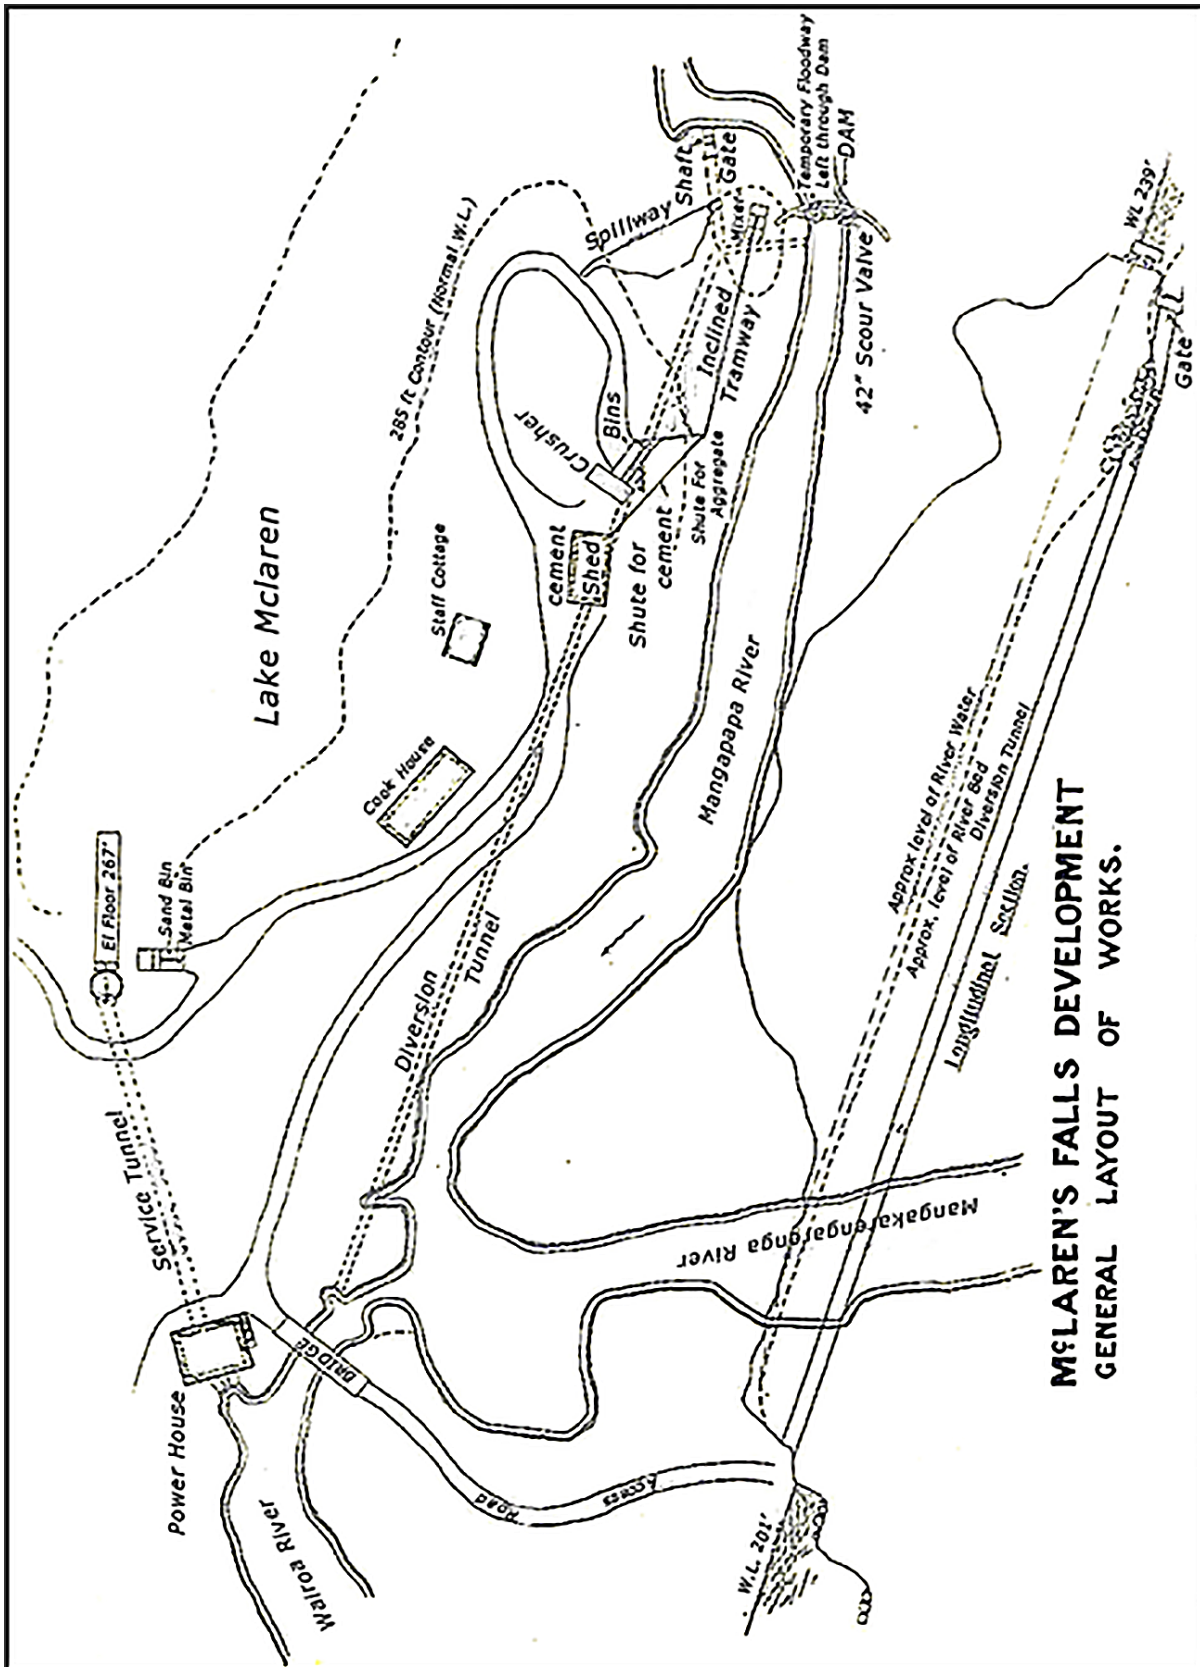 Temporary Floodway
Left through Dam
DAM
Shaft
Gate
Spillway
Mixer
285 ft Contour (Normal W.L.)
WL 239'
Inclined
Tramway
42" Scour Valve
Gate
Bins
Crusher
Shute For
Aggregate
cement
Shed
Shute for
cement
Staff Cottage
Lake Mclaren
Mangapapa River
Cook House
El Floor 267'
Sand Bin
Metal Bin
Approx level of River Water
Approx. level of River Bed
Diversion Tunnel
Longitudinal Section.
Diversion
Tunnel
Service Tunnel
Mangakarengarenga River
BRIDGE
Power House
Road
Access
Wairoa River
W.L. 201'
McLAREN'S FALLS DEVELOPMENT
GENERAL LAYOUT OF WORKS.